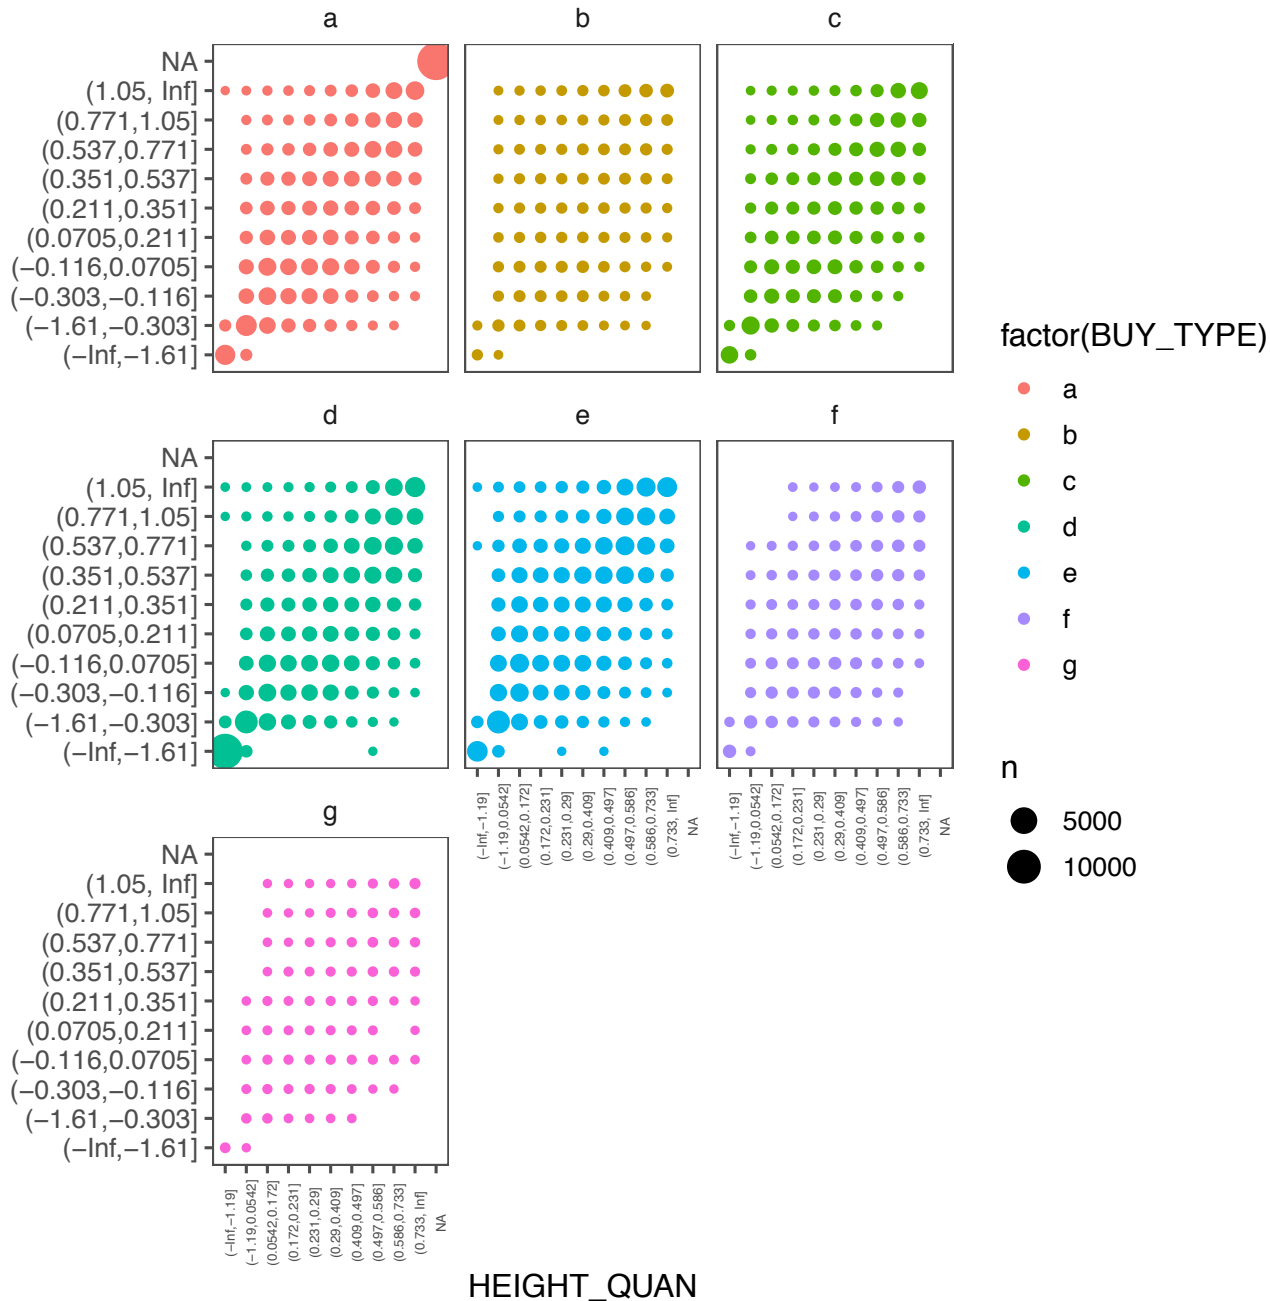 a b c
NA
(1.05, Inf]
(0.771,1.05]
(0.537,0.771]
(0.351,0.537]
(0.211,0.351]
(0.0705,0.211]
(−0.116,0.0705]
(−0.303,−0.116]
(−1.61,−0.303]
(−Inf,−1.61]
d e f
NA
(1.05, Inf]
(0.771,1.05]
(0.537,0.771]
(0.351,0.537]
(0.211,0.351]
(0.0705,0.211]
(−0.116,0.0705]
(−0.303,−0.116]
(−1.61,−0.303]
(−Inf,−1.61]
(−Inf,−1.19]
(−1.19,0.0542]
(0.0542,0.172]
(0.172,0.231]
(0.231,0.29]
(0.29,0.409]
(0.409,0.497]
(0.497,0.586]
(0.586,0.733]
(0.733, Inf]
NA
(−Inf,−1.19]
(−1.19,0.0542]
(0.0542,0.172]
(0.172,0.231]
(0.231,0.29]
(0.29,0.409]
(0.409,0.497]
(0.497,0.586]
(0.586,0.733]
(0.733, Inf]
NA
g
NA
(1.05, Inf]
(0.771,1.05]
(0.537,0.771]
(0.351,0.537]
(0.211,0.351]
(0.0705,0.211]
(−0.116,0.0705]
(−0.303,−0.116]
(−1.61,−0.303]
(−Inf,−1.61]
(−Inf,−1.19]
(−1.19,0.0542]
(0.0542,0.172]
(0.172,0.231]
(0.231,0.29]
(0.29,0.409]
(0.409,0.497]
(0.497,0.586]
(0.586,0.733]
(0.733, Inf]
NA
HEIGHT_QUAN
factor(BUY_TYPE)
a
b
c
d
e
f
g
n
5000
10000